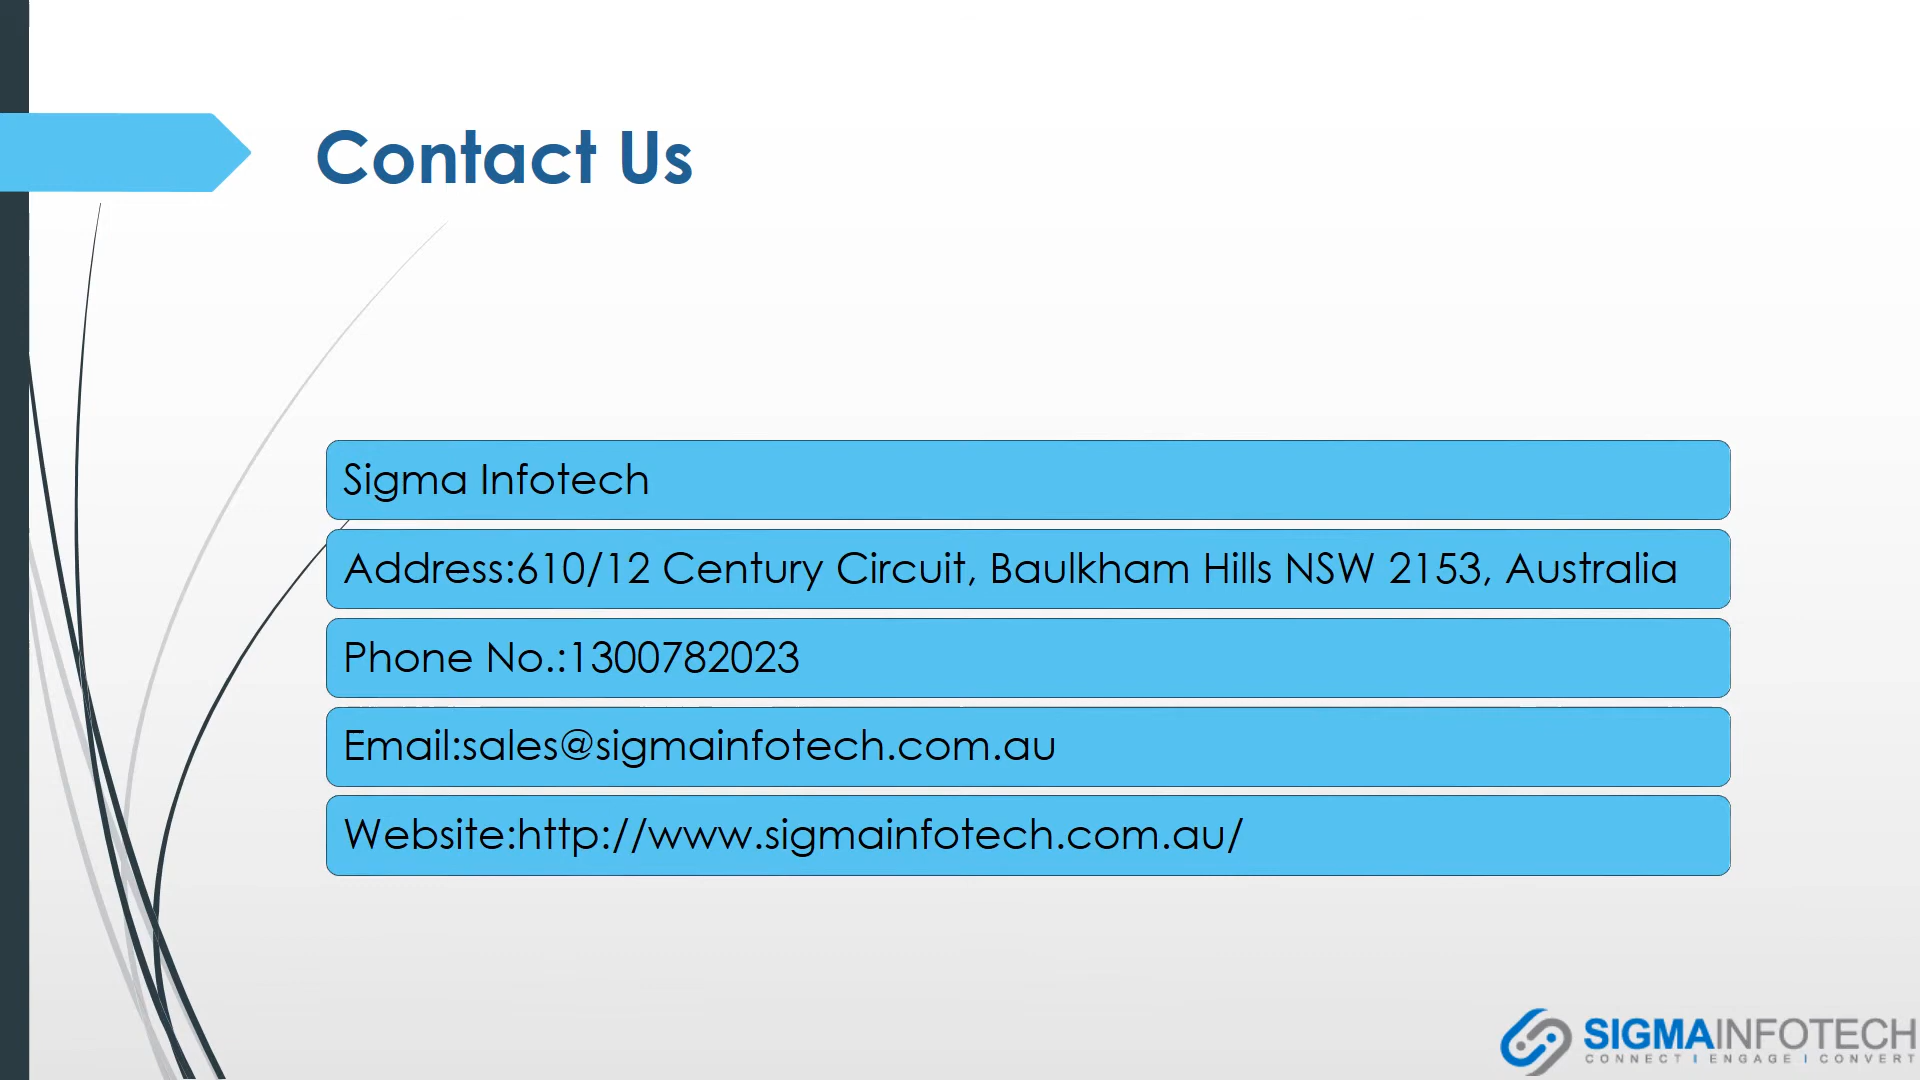 Contact Us
Sigma Infotech
Address:610/12 Century Circuit, Baulkham Hills NSW 2153, Australia
Phone No.:1300782023
Email:sales@sigmainfotech.com.au
Website:http://www.sigmainfotech.com.au/
SIGMAINFOTECH
CONNECT I ENGAGE I CONVERT